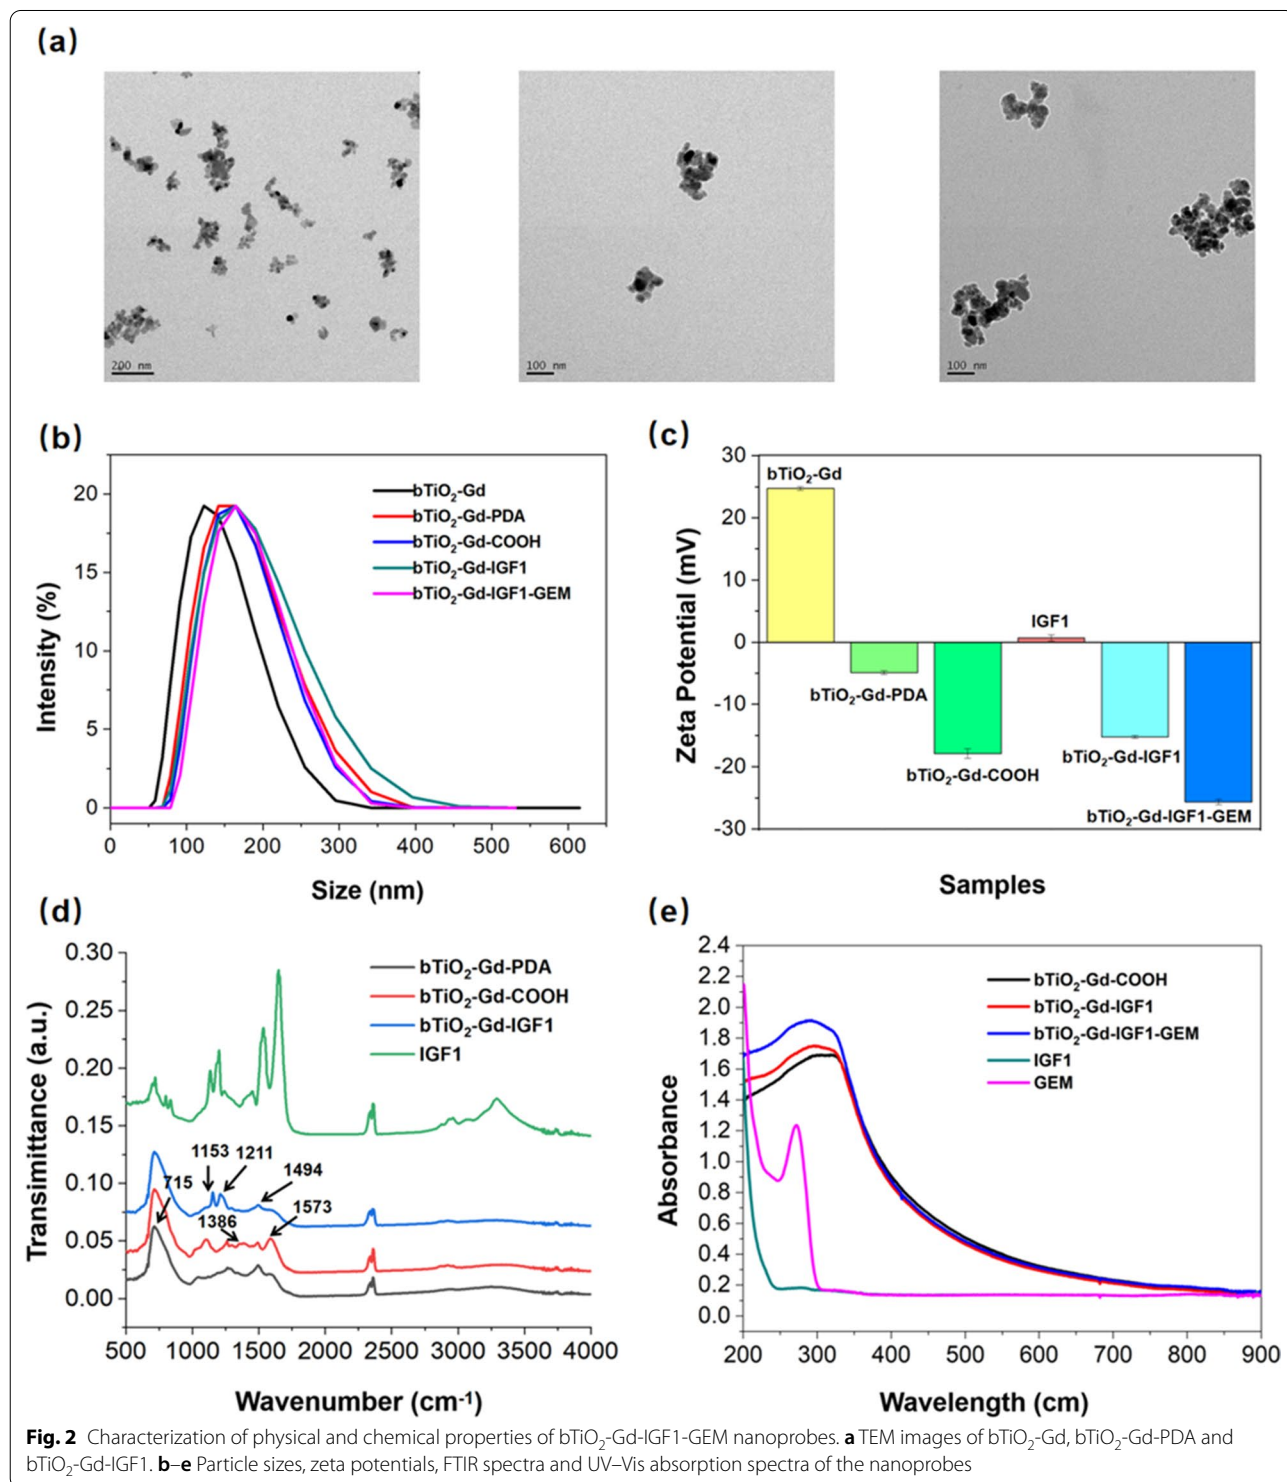 (a)
200 nm
100 nm
100 nm
(b)
Intensity (%)
20
15
10
5
0
bTiO₂-Gd
bTiO₂-Gd-PDA
bTiO₂-Gd-COOH
bTiO₂-Gd-IGF1
bTiO₂-Gd-IGF1-GEM
0 100 200 300 400 500 600
Size (nm)
(c)
Zeta Potential (mV)
30
20
10
0
-10
-20
-30
bTiO₂-Gd
bTiO₂-Gd-PDA
bTiO₂-Gd-COOH
IGF1
bTiO₂-Gd-IGF1
bTiO₂-Gd-IGF1-GEM
Samples
(d)
Transimittance (a.u.)
0.30
0.25
0.20
0.15
0.10
0.05
0.00
bTiO₂-Gd-PDA
bTiO₂-Gd-COOH
bTiO₂-Gd-IGF1
IGF1
715
1153
1211
1494
1386
1573
500 1000 1500 2000 2500 3000 3500 4000
Wavenumber (cm⁻¹)
(e)
Absorbance
2.4
2.2
2.0
1.8
1.6
1.4
1.2
1.0
0.8
0.6
0.4
0.2
0.0
bTiO₂-Gd-COOH
bTiO₂-Gd-IGF1
bTiO₂-Gd-IGF1-GEM
IGF1
GEM
200 300 400 500 600 700 800 900
Wavelength (cm)
Fig. 2 Characterization of physical and chemical properties of bTiO₂-Gd-IGF1-GEM nanoprobes. a TEM images of bTiO₂-Gd, bTiO₂-Gd-PDA and
bTiO₂-Gd-IGF1. b–e Particle sizes, zeta potentials, FTIR spectra and UV–Vis absorption spectra of the nanoprobes